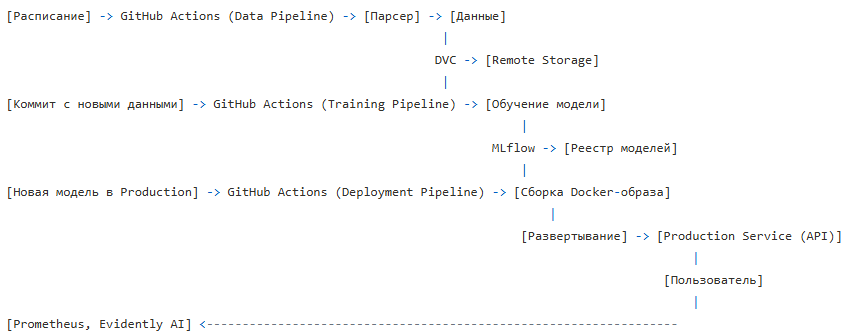 [Расписание] -> GitHub Actions (Data Pipeline) -> [Парсер] -> [Данные]
|
DVC -> [Remote Storage]
|
[Коммит с новыми данными] -> GitHub Actions (Training Pipeline) -> [Обучение модели]
|
MLflow -> [Реестр моделей]
|
[Новая модель в Production] -> GitHub Actions (Deployment Pipeline) -> [Сборка Docker-образа]
|
[Развертывание] -> [Production Service (API)]
|
[Пользователь]
|
[Prometheus, Evidently AI] <------------------------------------------------------------------